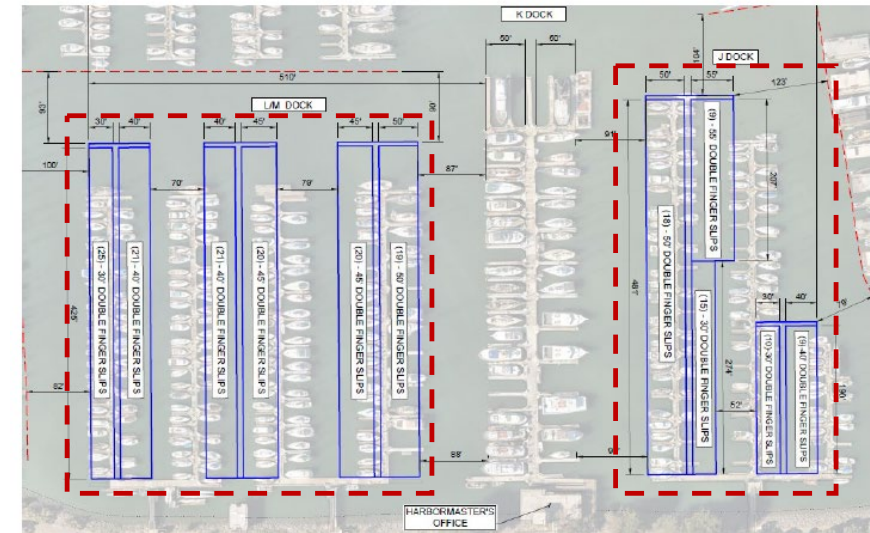 K DOCK
60'
60'
194'
J DOCK
50'
55'
123'
510'
L/M DOCK
93'
30'
40'
40'
45'
45'
50'
91'
100'
70'
79'
87'
207'
(9) - 55' DOUBLE FINGER SLIPS
(18) - 50' DOUBLE FINGER SLIPS
(25) - 30' DOUBLE FINGER SLIPS
(21) - 40' DOUBLE FINGER SLIPS
(21) - 40' DOUBLE FINGER SLIPS
(20) - 45' DOUBLE FINGER SLIPS
(20) - 45' DOUBLE FINGER SLIPS
(19) - 50' DOUBLE FINGER SLIPS
481'
425'
(15) - 30' DOUBLE FINGER SLIPS
274'
30'
40'
(10)-30' DOUBLE FINGER SLIPS
(9)-40' DOUBLE FINGER SLIPS
82'
52'
88'
HARBORMASTER'S
OFFICE